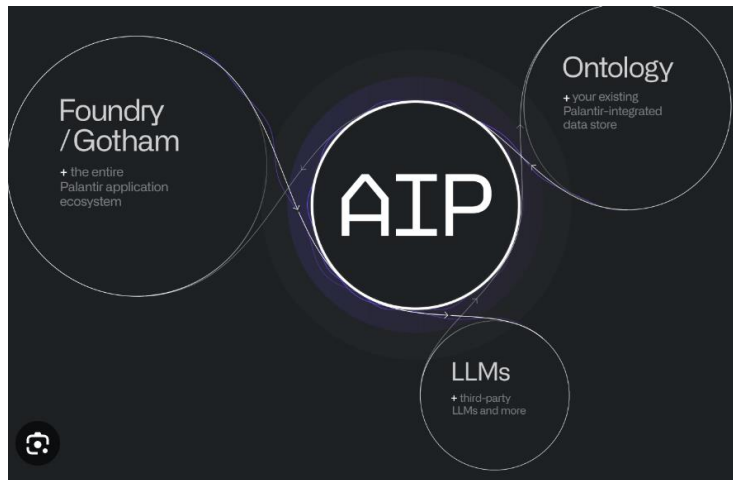 Foundry
/Gotham
+ the entire
Palantir application
ecosystem
AIP
Ontology
+ your existing
Palantir-integrated
data store
LLMs
+ third-party
LLMs and more